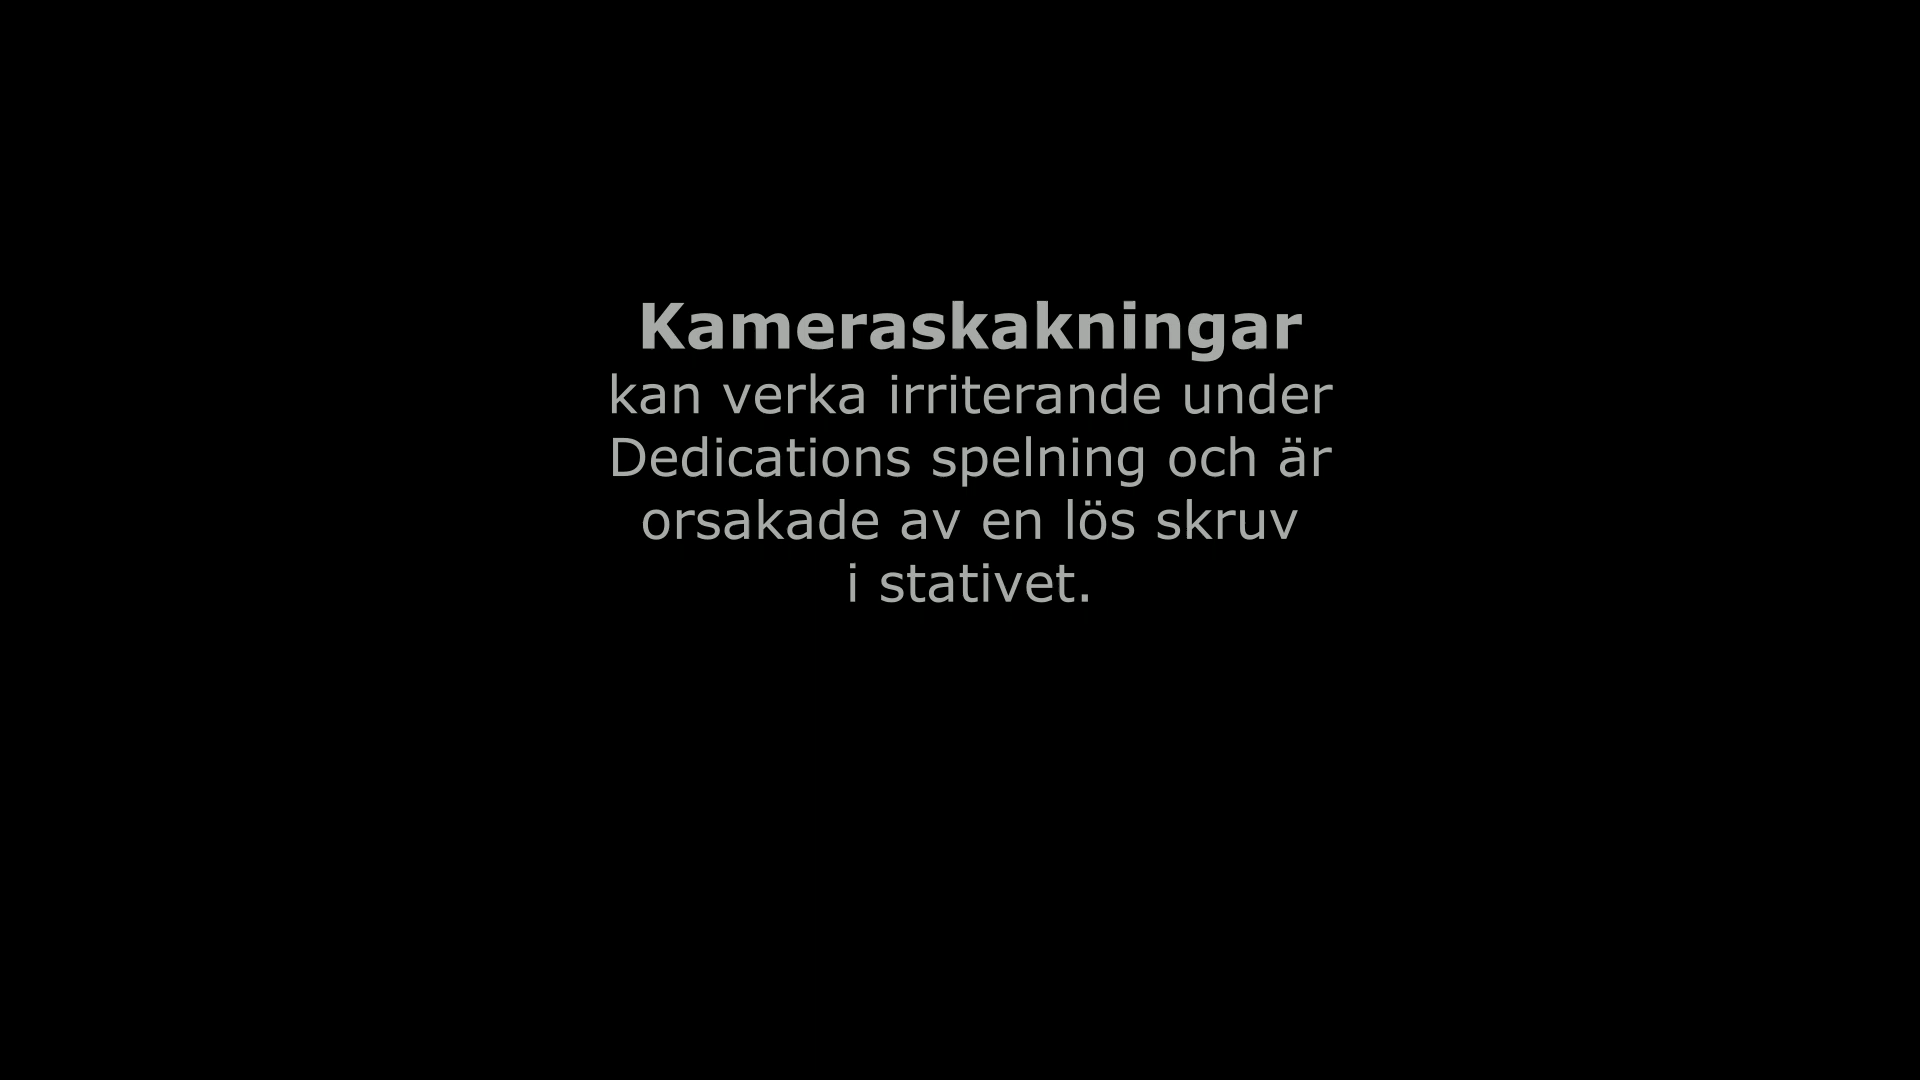 Kameraskakningar
kan verka irriterande under
Dedications spelning och är
orsakade av en lös skruv
i stativet.